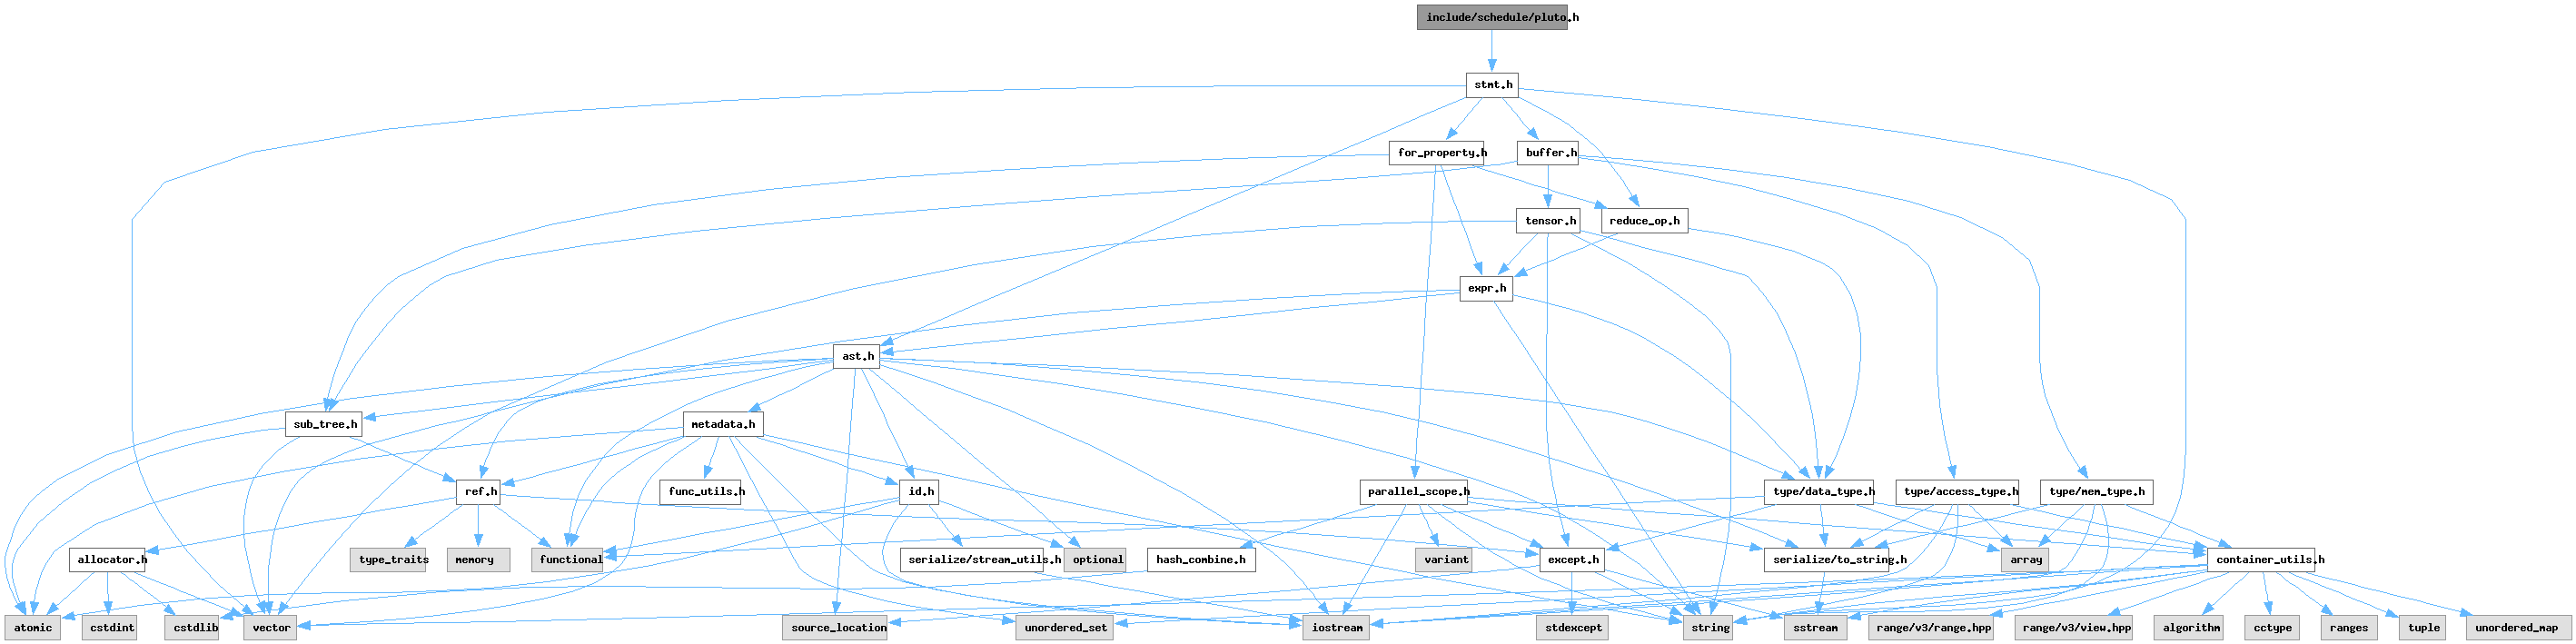 include/schedule/pluto.h
stmt.h
for_property.h
buffer.h
tensor.h
reduce_op.h
expr.h
ast.h
sub_tree.h
metadata.h
ref.h
func_utils.h
id.h
parallel_scope.h
type/data_type.h
type/access_type.h
type/mem_type.h
allocator.h
type_traits
memory
functional
serialize/stream_utils.h
optional
hash_combine.h
variant
except.h
serialize/to_string.h
array
container_utils.h
atomic
cstdint
cstdlib
vector
source_location
unordered_set
iostream
stdexcept
string
sstream
range/v3/range.hpp
range/v3/view.hpp
algorithm
cctype
ranges
tuple
unordered_map